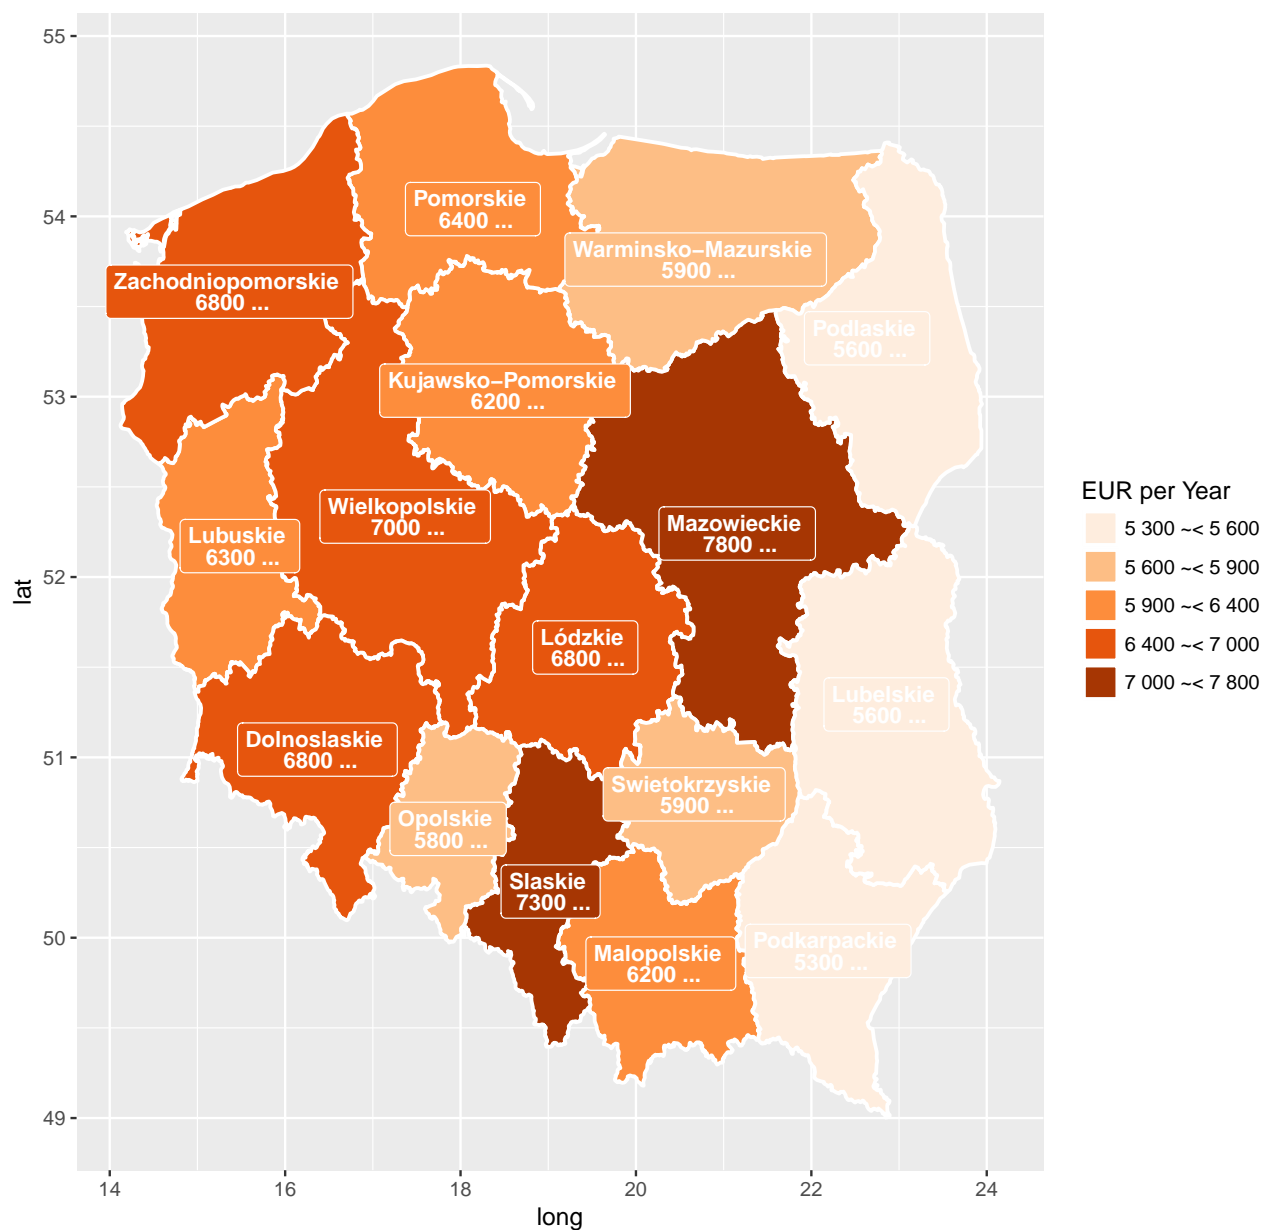 55
54
53
52
51
50
49
lat
Pomorskie
6400 ...
Warminsko–Mazurskie
5900 ...
Zachodniopomorskie
6800 ...
Podlaskie
5600 ...
Kujawsko–Pomorskie
6200 ...
Wielkopolskie
7000 ...
Mazowieckie
7800 ...
Lubuskie
6300 ...
Lódzkie
6800 ...
Lubelskie
5600 ...
Dolnoslaskie
6800 ...
Swietokrzyskie
5900 ...
Opolskie
5800 ...
Slaskie
7300 ...
Podkarpackie
5300 ...
Malopolskie
6200 ...
14 16 18 20 22 24
long
EUR per Year
5 300 ~< 5 600
5 600 ~< 5 900
5 900 ~< 6 400
6 400 ~< 7 000
7 000 ~< 7 800